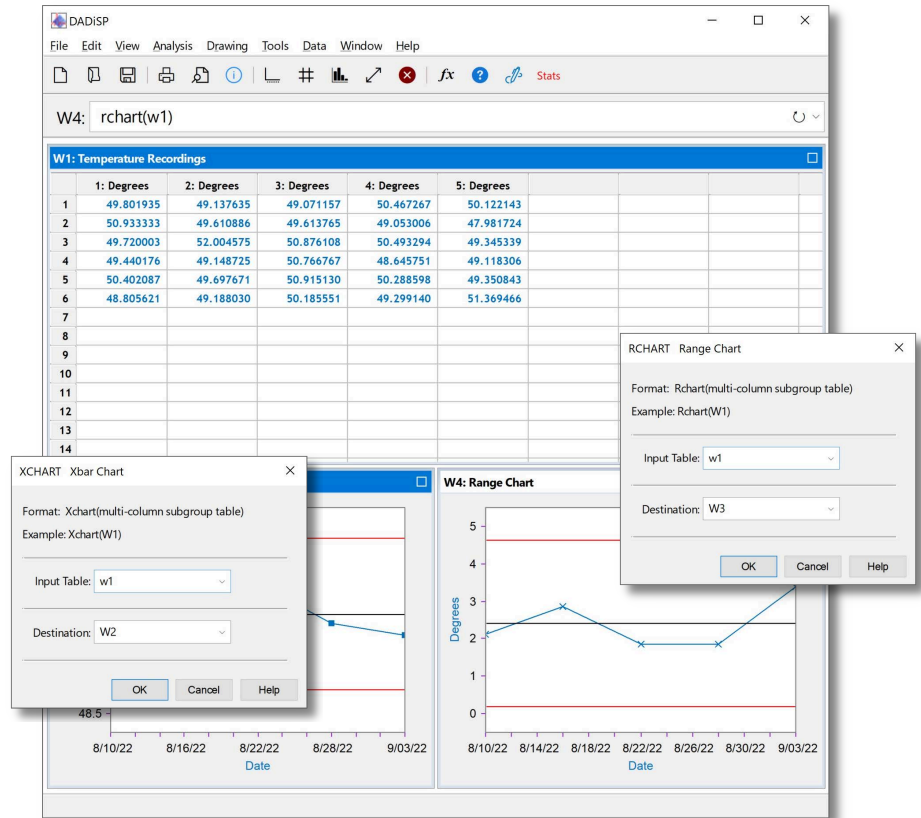 DADiSP
File Edit View Analysis Drawing Tools Data Window Help
fx ? Stats
W4: rchart(w1)
W1: Temperature Recordings
1: Degrees 2: Degrees 3: Degrees 4: Degrees 5: Degrees
1 49.801935 49.137635 49.071157 50.467267 50.122143
2 50.933333 49.610886 49.613765 49.053006 47.981724
3 49.720003 52.004575 50.876108 50.493294 49.345339
4 49.440176 49.148725 50.766767 48.645751 49.118306
5 50.402087 49.697671 50.915130 50.288598 49.350843
6 48.805621 49.188030 50.185551 49.299140 51.369466
7
8
9
10
11
12
13
14
RCHART Range Chart
Format: Rchart(multi-column subgroup table)
Example: Rchart(W1)
Input Table: w1
Destination: W3
OK Cancel Help
XCHART Xbar Chart
Format: Xchart(multi-column subgroup table)
Example: Xchart(W1)
Input Table: w1
Destination: W2
OK Cancel Help
48.5
8/10/22 8/16/22 8/22/22 8/28/22 9/03/22
Date
W4: Range Chart
5
4
3
2
1
0
Degrees
8/10/22 8/14/22 8/18/22 8/22/22 8/26/22 8/30/22 9/03/22
Date